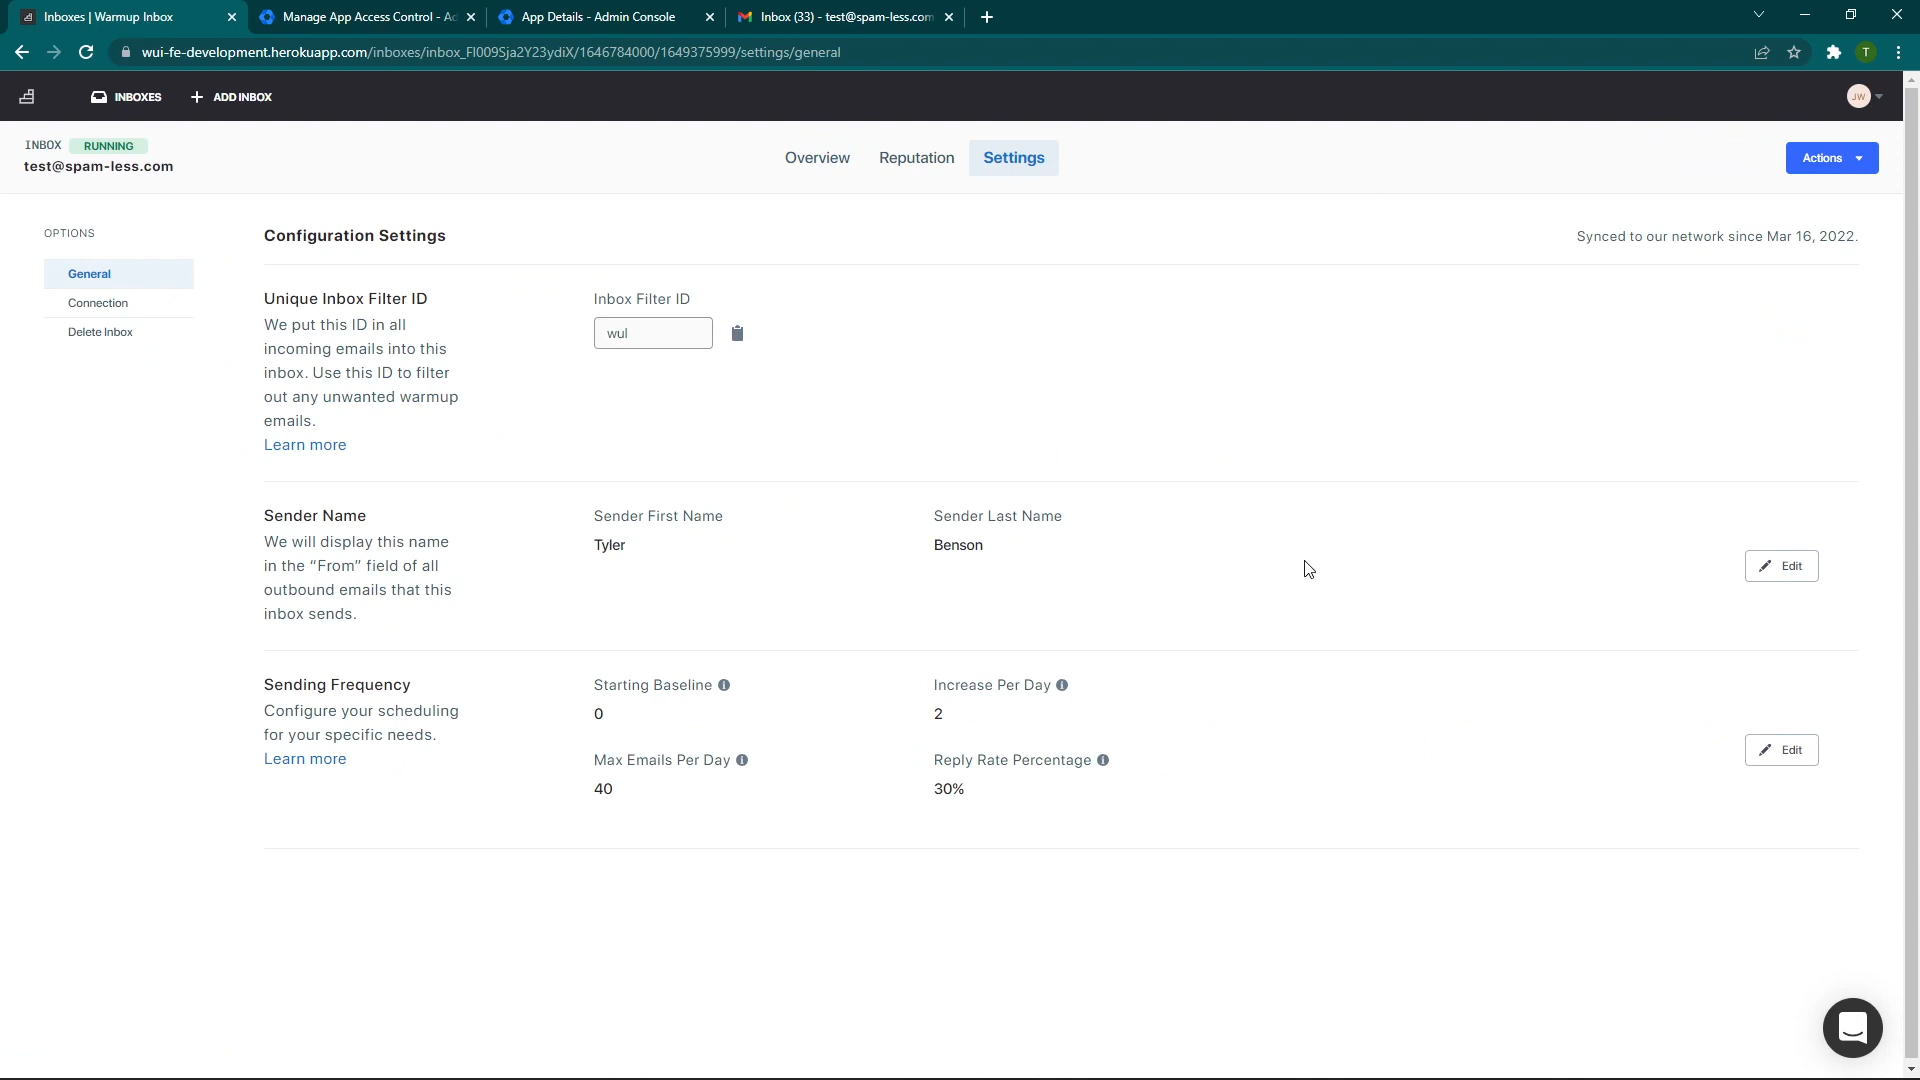 Inboxes | Warmup Inbox
Manage App Access Control - Ad
App Details - Admin Console
Inbox (33) - test@spam-less.com
wui-fe-development.herokuapp.com/inboxes/inbox_Fl009Sja2Y23ydiX/1646784000/1649375999/settings/general
T
INBOXES
ADD INBOX
JW
INBOX RUNNING
test@spam-less.com
Overview
Reputation
Settings
Actions
OPTIONS
General
Connection
Delete Inbox
Configuration Settings
Synced to our network since Mar 16, 2022.
Unique Inbox Filter ID
We put this ID in all
incoming emails into this
inbox. Use this ID to filter
out any unwanted warmup
emails.
Learn more
Inbox Filter ID
wul
Sender Name
We will display this name
in the “From” field of all
outbound emails that this
inbox sends.
Sender First Name
Tyler
Sender Last Name
Benson
Edit
Sending Frequency
Configure your scheduling
for your specific needs.
Learn more
Starting Baseline
0
Increase Per Day
2
Max Emails Per Day
40
Reply Rate Percentage
30%
Edit